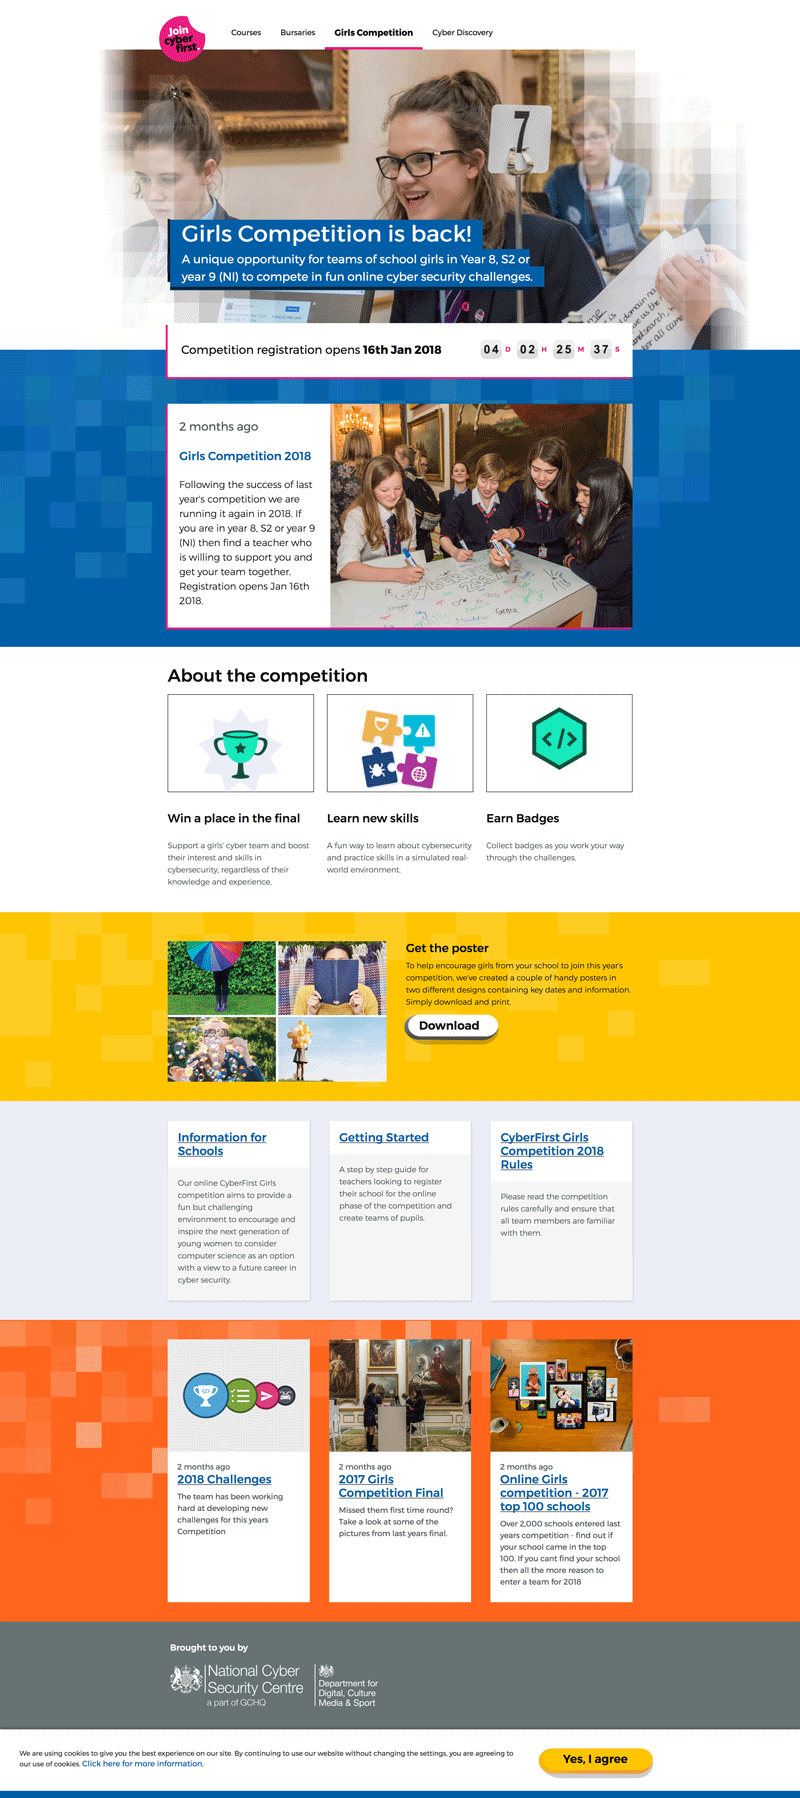 Join
cyber
first.
Courses
Bursaries
Girls Competition
Cyber Discovery
7
Girls Competition is back!
A unique opportunity for teams of school girls in Year 8, S2 or
year 9 (NI) to compete in fun online cyber security challenges.
Competition registration opens 16th Jan 2018
04 D 02 H 25 M 37 S
2 months ago
Girls Competition 2018
Following the success of last
year's competition we are
running it again in 2018. If
you are in year 8, S2 or year 9
(NI) then find a teacher who
is willing to support you and
get your team together.
Registration opens Jan 16th
2018.
About the competition
Win a place in the final
Support a girls' cyber team and boost
their interest and skills in
cybersecurity, regardless of their
knowledge and experience.
Learn new skills
A fun way to learn about cybersecurity
and practice skills in a simulated real-
world environment.
Earn Badges
Collect badges as you work your way
through the challenges.
Get the poster
To help encourage girls from your school to join this year's
competition, we've created a couple of handy posters in
two different designs containing key dates and information.
Simply download and print.
Download
Information for
Schools
Our online CyberFirst Girls
competition aims to provide a
fun but challenging
environment to encourage and
inspire the next generation of
young women to consider
computer science as an option
with a view to a future career in
cyber security.
Getting Started
A step by step guide for
teachers looking to register
their school for the online
phase of the competition and
create teams of pupils.
CyberFirst Girls
Competition 2018
Rules
Please read the competition
rules carefully and ensure that
all team members are familiar
with them.
2 months ago
2018 Challenges
The team has been working
hard at developing new
challenges for this years
Competition
2 months ago
2017 Girls
Competition Final
Missed them first time round?
Take a look at some of the
pictures from last years final.
2 months ago
Online Girls
competition - 2017
top 100 schools
Over 2,000 schools entered last
years competition - find out if
your school came in the top
100. If you cant find your school
then all the more reason to
enter a team for 2018
Brought to you by
National Cyber
Security Centre
a part of GCHQ
Department for
Digital, Culture
Media & Sport
We are using cookies to give you the best experience on our site. By continuing to use our website without changing the settings, you are agreeing to
our use of cookies. Click here for more information.
Yes, I agree